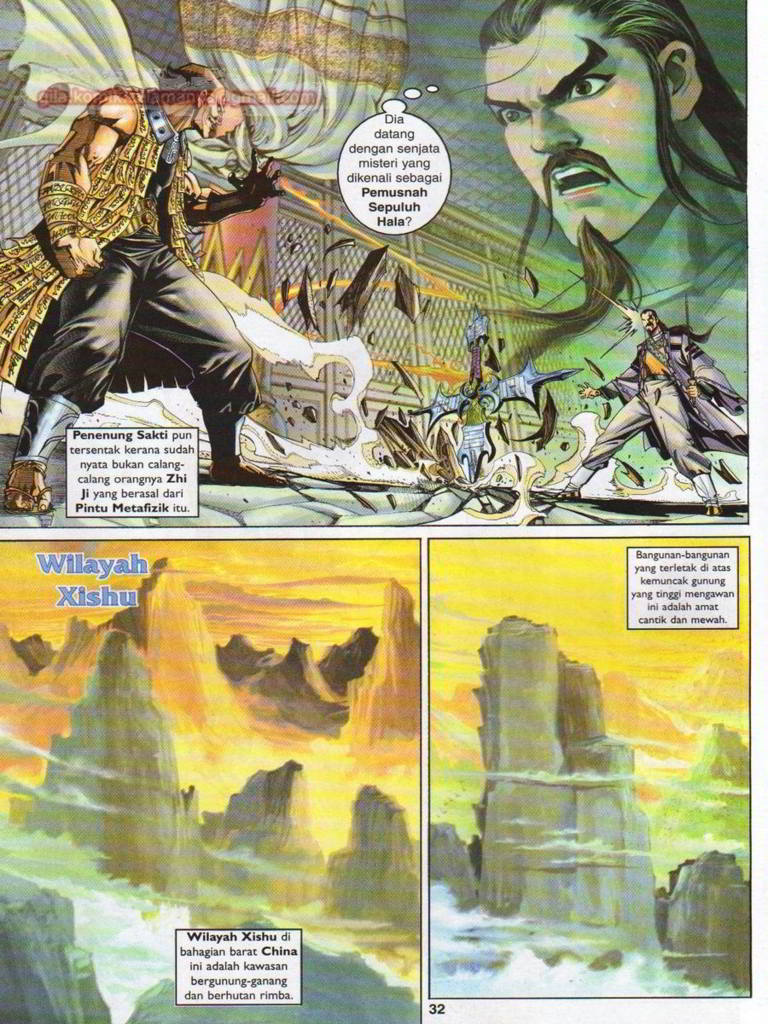 Dia
datang
dengan senjata
misteri yang
dikenali sebagai
Pemusnah
Sepuluh
Hala?
Penenung Sakti pun
tersentak kerana sudah
nyata bukan calang-
calang orangnya Zhi
Ji yang berasal dari
Pintu Metafizik itu.
Wilayah
Xishu
Wilayah Xishu di
bahagian barat China
ini adalah kawasan
bergunung-ganang
dan berhutan rimba.
Bangunan-bangunan
yang terletak di atas
kemuncak gunung
yang tinggi mengawan
ini adalah amat
cantik dan mewah.
32